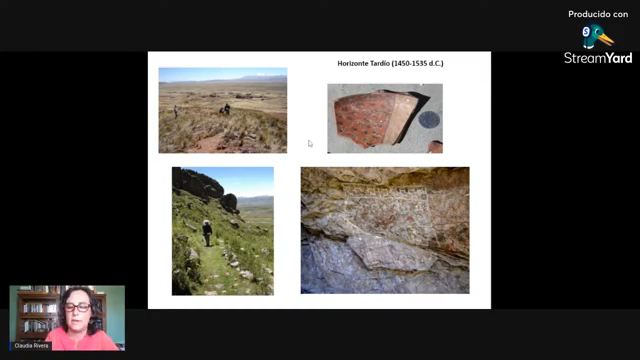 Producido con
StreamYard
Horizonte Tardío (1450-1535 d.C.)
Claudia Rivera